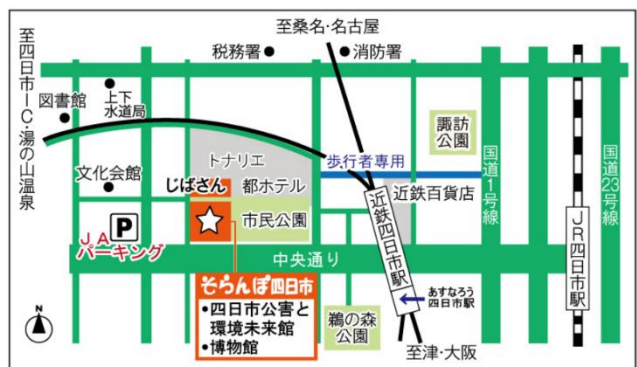 至桑名・名古屋
税務署
消防署
至四日市IC・湯の山温泉
図書館
上下
水道局
諏訪
公園
トナリエ
歩行者専用
国道1号線
国道23号線
文化会館
じばさん
都ホテル
近鉄百貨店
P
JA
パーキング
市民公園
近鉄四日市駅
JR四日市駅
中央通り
そらんぽ四日市
•四日市公害と
環境未来館
•博物館
あすなろう
四日市駅
鵜の森
公園
N
至津・大阪